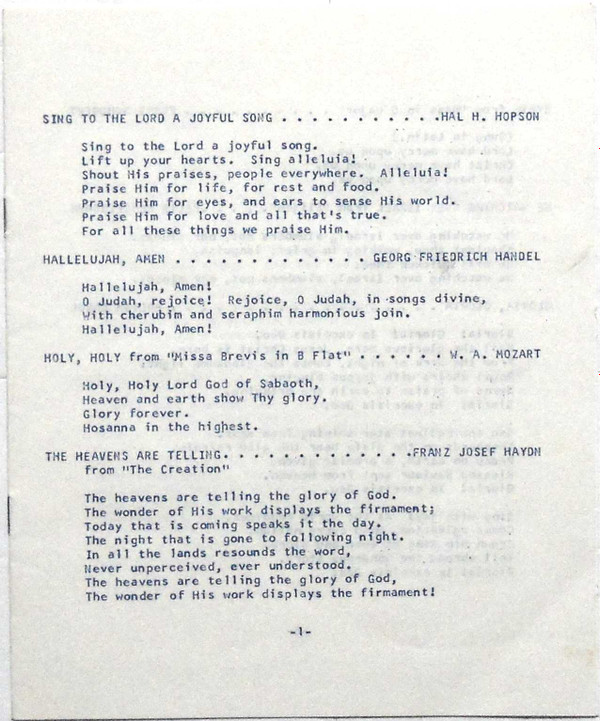 SING TO THE LORD A JOYFUL SONG . . . . . . . . . . . .HAL H. HOPSON
Sing to the Lord a joyful song.
Lift up your hearts.  Sing alleluia!
Shout His praises, people everywhere.  Alleluia!
Praise Him for life, for rest and food.
Praise Him for eyes, and ears to sense His world.
Praise Him for love and all that's true.
For all these things we praise Him.
HALLELUJAH, AMEN . . . . . . . . . . . . . GEORG FRIEDRICH HANDEL
Hallelujah, Amen!
O Judah, rejoice!  Rejoice, O Judah, in songs divine,
With cherubim and seraphim harmonious join.
Hallelujah, Amen!
HOLY, HOLY from "Missa Brevis in B Flat" . . . . . . W. A. MOZART
Holy, Holy Lord God of Sabaoth,
Heaven and earth show Thy glory.
Glory forever.
Hosanna in the highest.
THE HEAVENS ARE TELLING. . . . . . . . . . . . .FRANZ JOSEF HAYDN
from "The Creation"
The heavens are telling the glory of God.
The wonder of His work displays the firmament;
Today that is coming speaks it the day.
The night that is gone to following night.
In all the lands resounds the word,
Never unperceived, ever understood.
The heavens are telling the glory of God,
The wonder of His work displays the firmament!
-1-